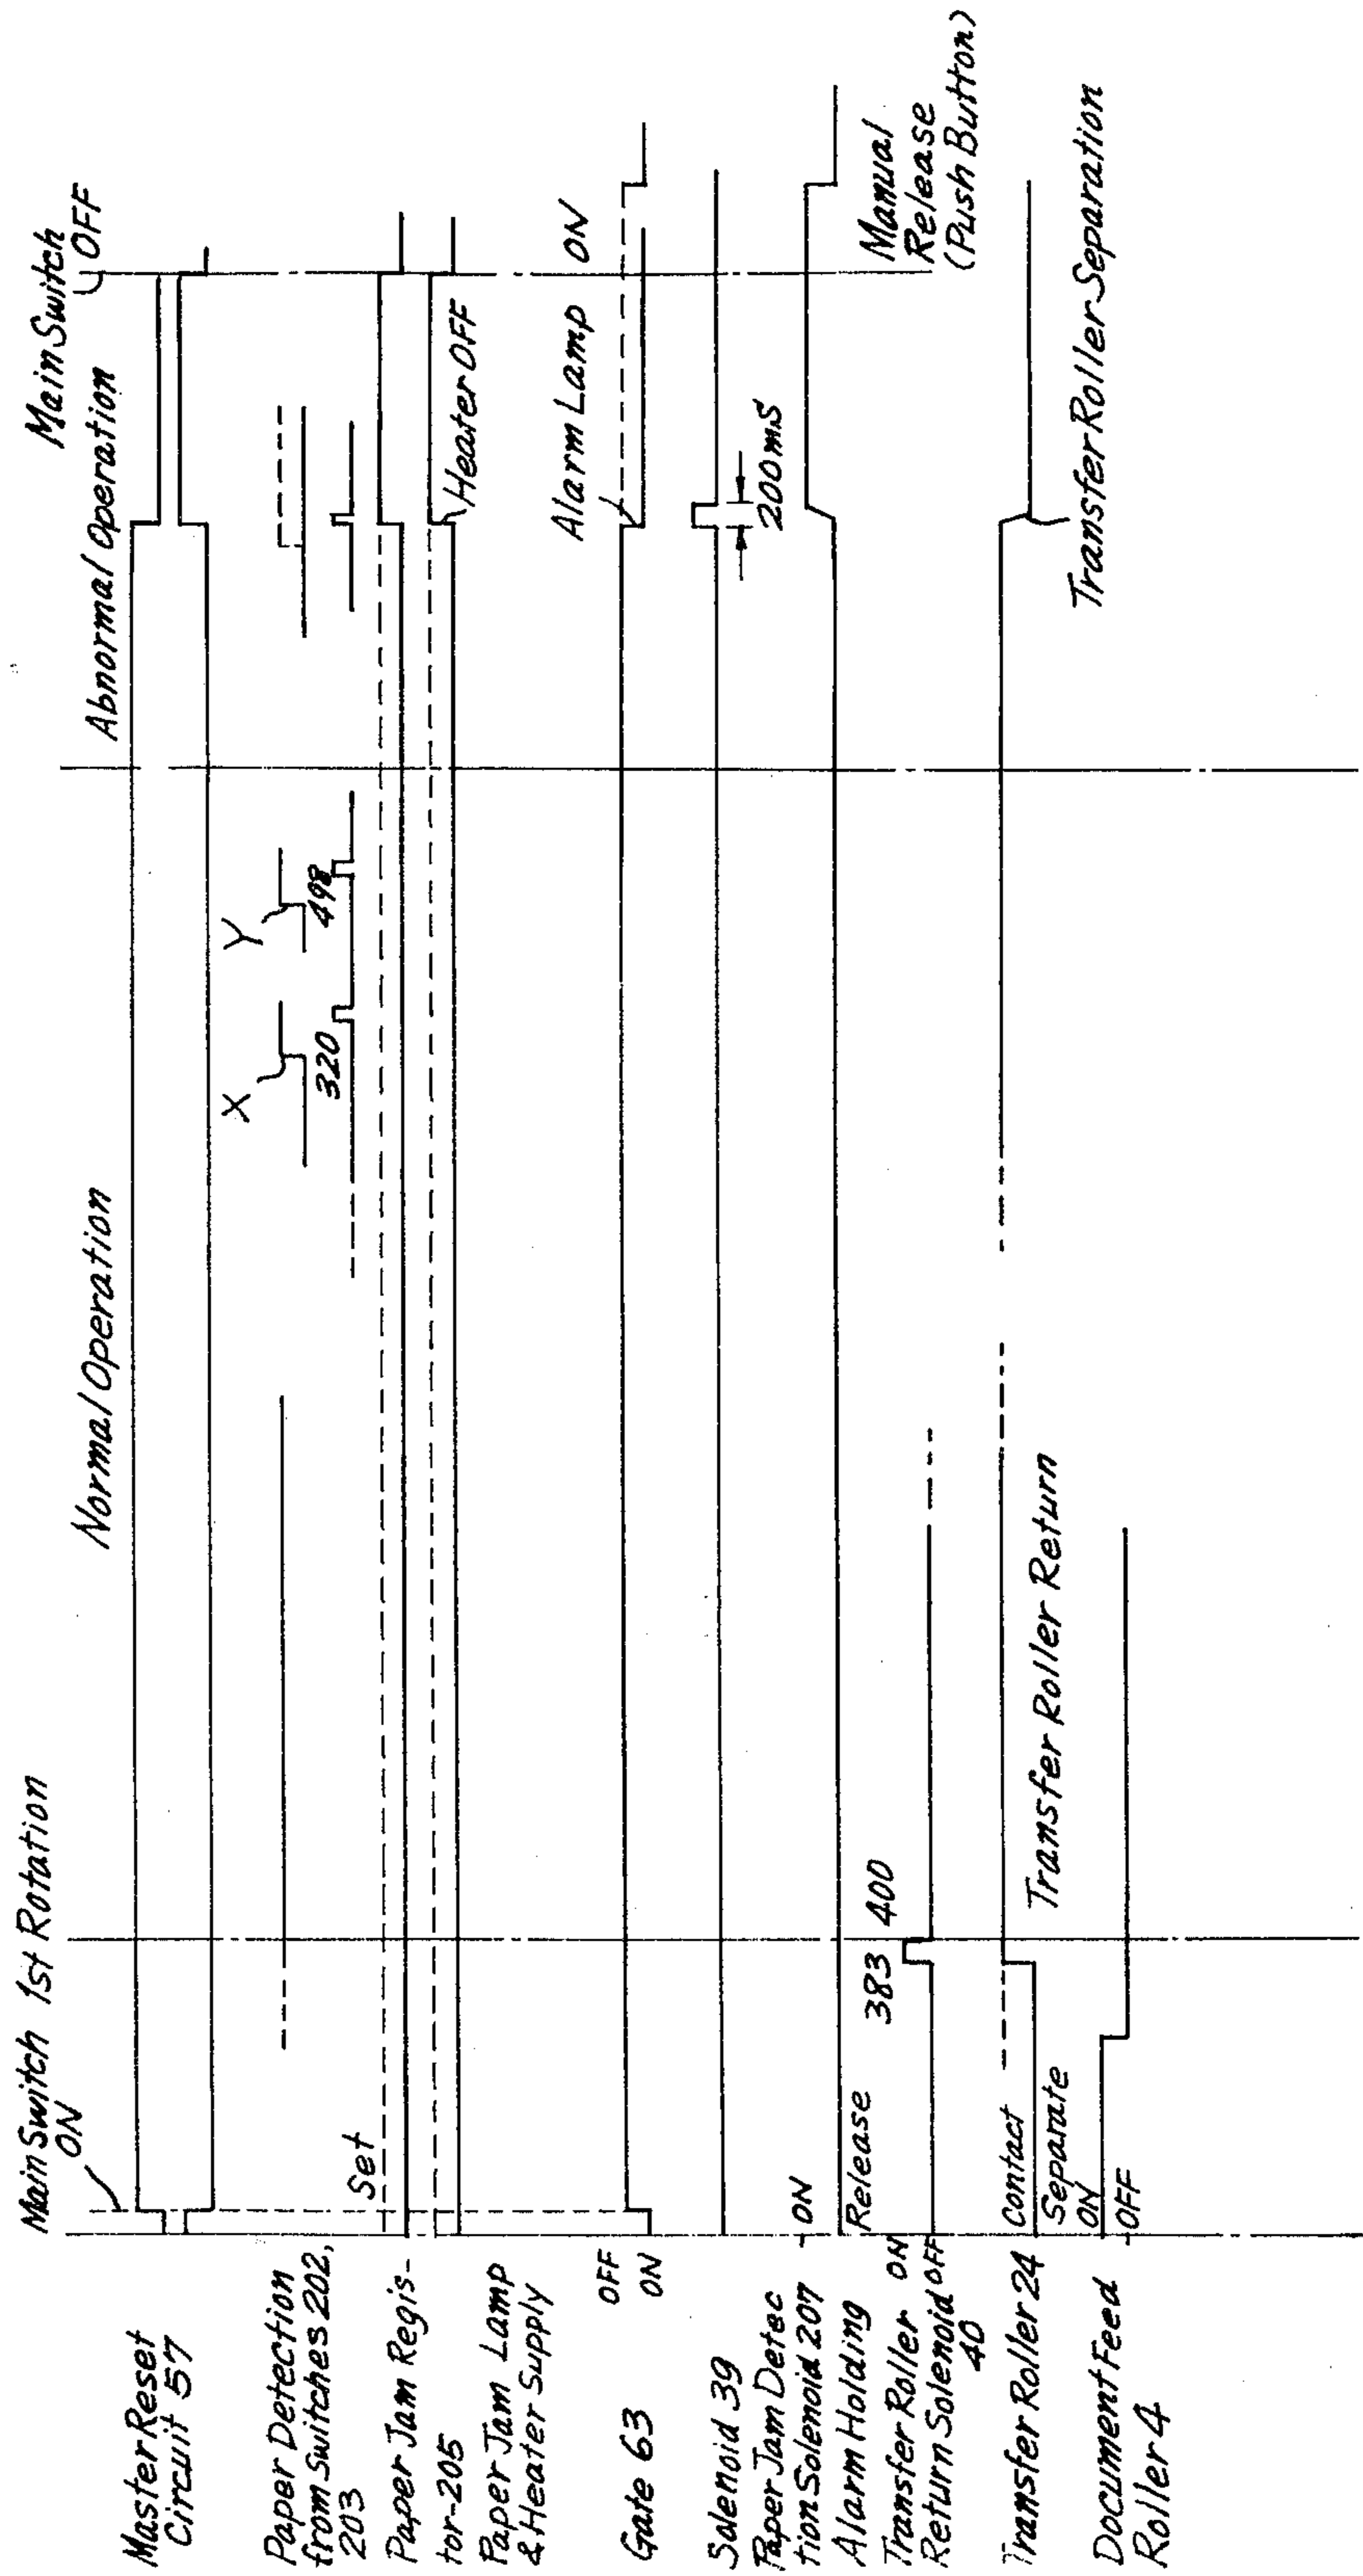 Main Switch 1st Rotation
ON
Normal Operation
Abnormal Operation
Main Switch
OFF
Master Reset
Circuit 57
Paper Detection
from Switches 202,
203
X
Y
320
498
Paper Jam Regis-
tor-205
Set
Paper Jam Lamp
& Heater Supply
Heater OFF
Gate 63
OFF
ON
Alarm Lamp ON
Solenoid 39
Paper Jam Detec
tion Solenoid 207
ON
200ms
Alarm Holding
Release
Manual
Release
(Push Button)
Transfer Roller
Return Solenoid
40
ON
OFF
383 400
Transfer Roller 24
Contact
Separate
Transfer Roller Return
Transfer Roller Separation
Document Feed
Roller 4
ON
OFF